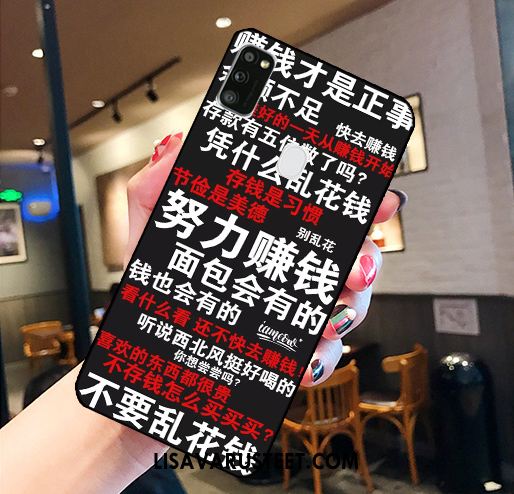 赚钱才是正事
余额不足
快去赚钱
美好的一天从赚钱开始
存款有五位数了吗?
凭什么乱花钱
存钱是习惯
节俭是美德
别乱花
努力赚钱
面包会有的
钱也会有的
看什么看 还不快去赚钱!
听说西北风挺好喝的
你想尝尝吗?
喜欢的东西都很贵
不存钱怎么买买买?
不要乱花钱
LISAVARUSTEET.COM